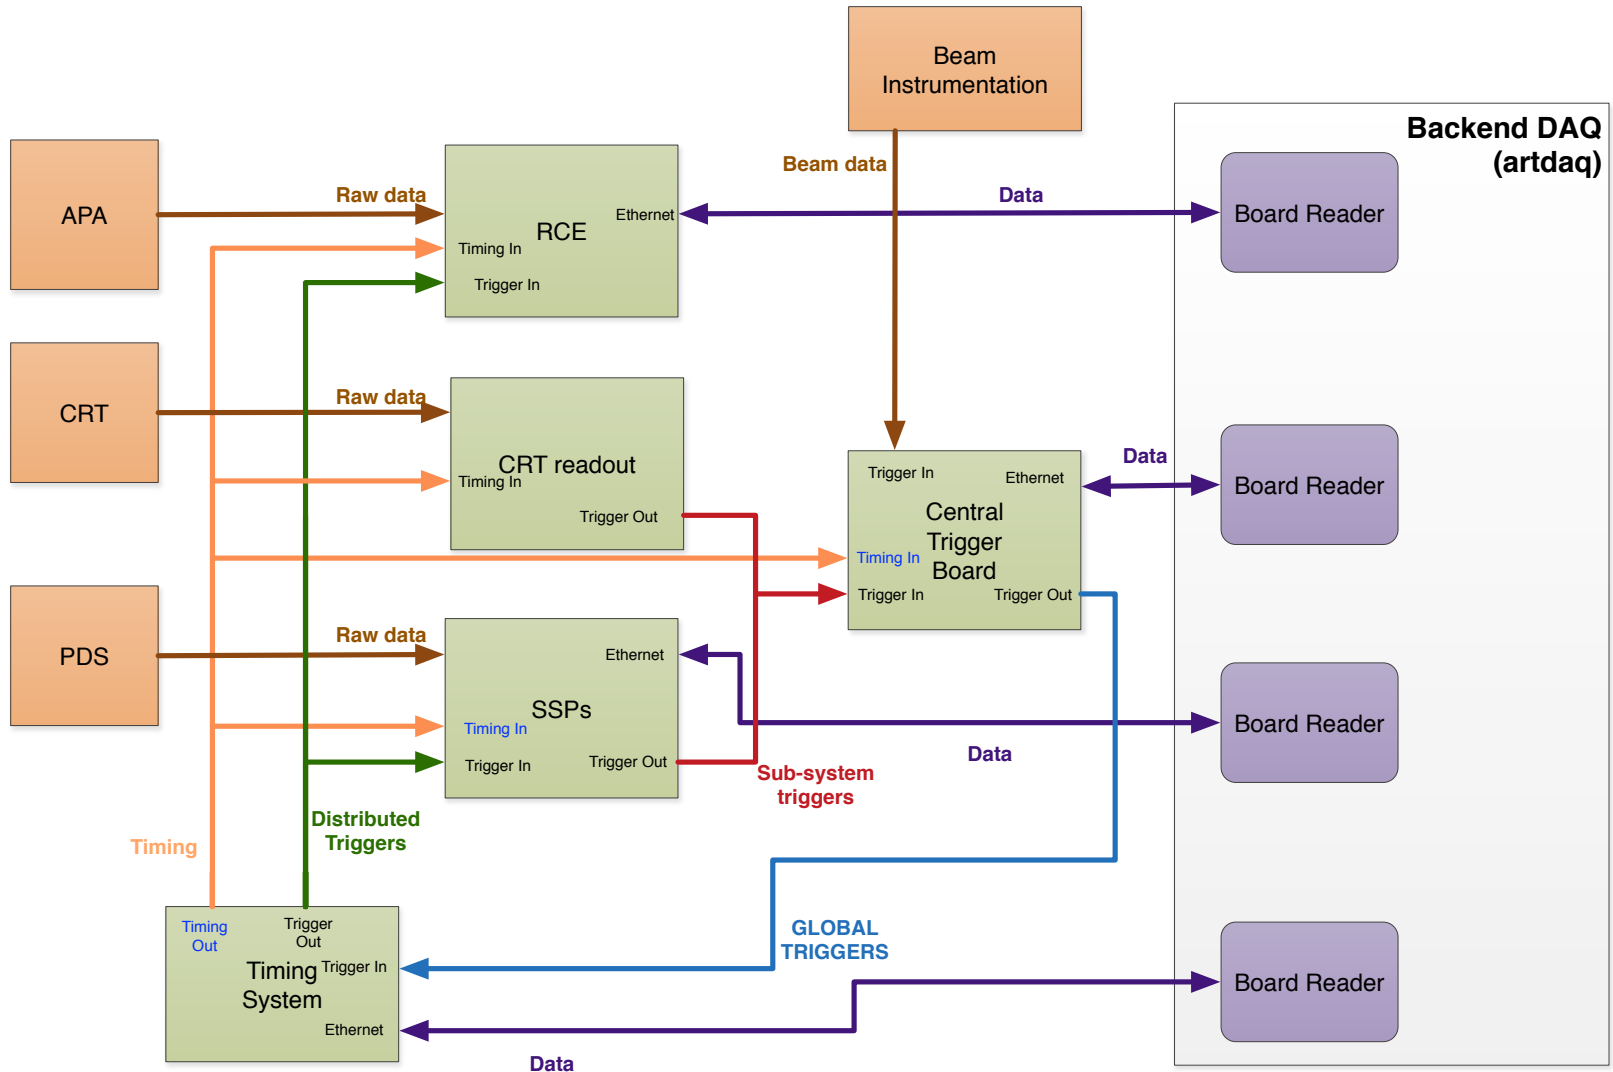 Beam
Instrumentation
Backend DAQ
(artdaq)
APA
Raw data
RCE
Ethernet
Timing In
Trigger In
Beam data
Data
Board Reader
CRT
Raw data
CRT readout
Timing In
Trigger Out
Trigger In
Ethernet
Central
Trigger
Board
Timing In
Trigger In
Trigger Out
Data
Board Reader
PDS
Raw data
Ethernet
SSPs
Timing In
Trigger In
Trigger Out
Sub-system
triggers
Data
Board Reader
Timing
Distributed
Triggers
Timing
Out
Trigger
Out
Trigger In
Timing
System
Ethernet
GLOBAL
TRIGGERS
Data
Board Reader